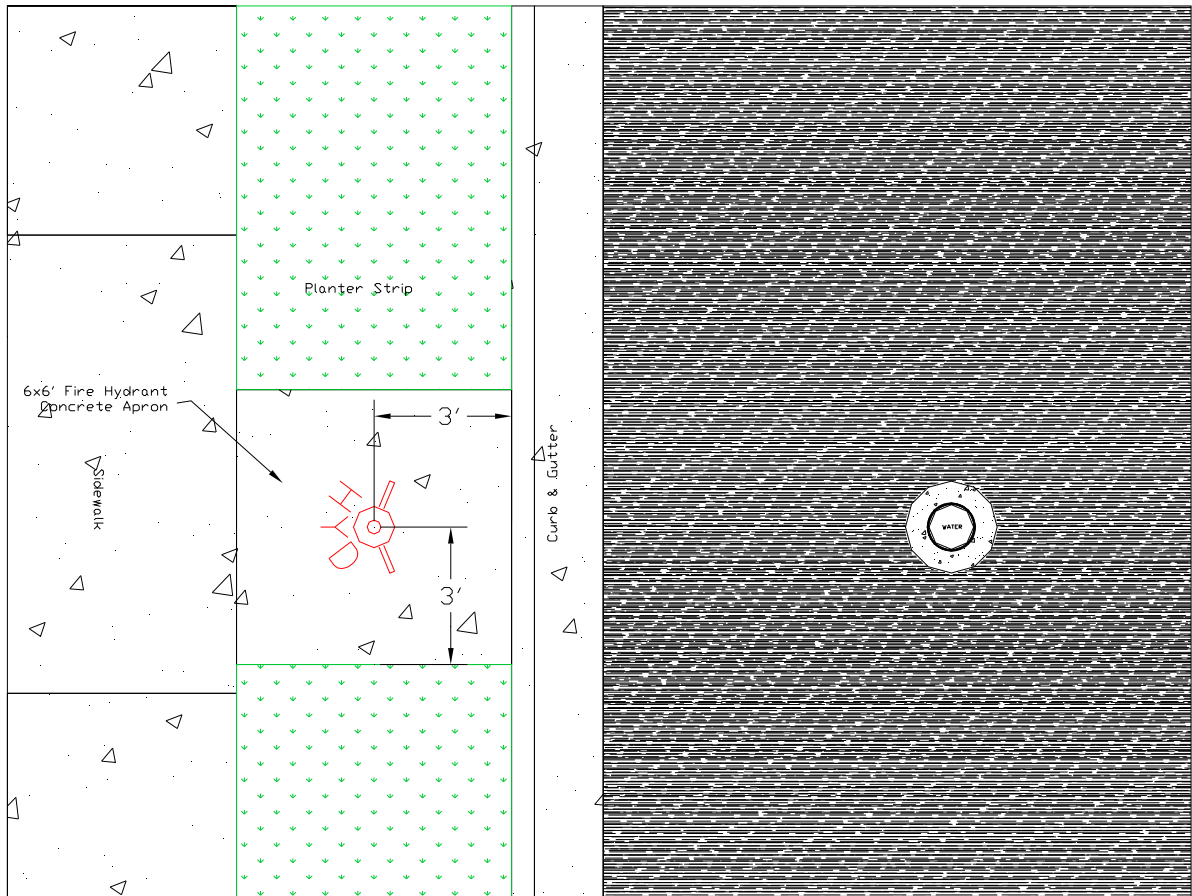 Planter Strip
6x6' Fire Hydrant
Concrete Apron
3'
HYD
3'
Sidewalk
Curb & Gutter
WATER